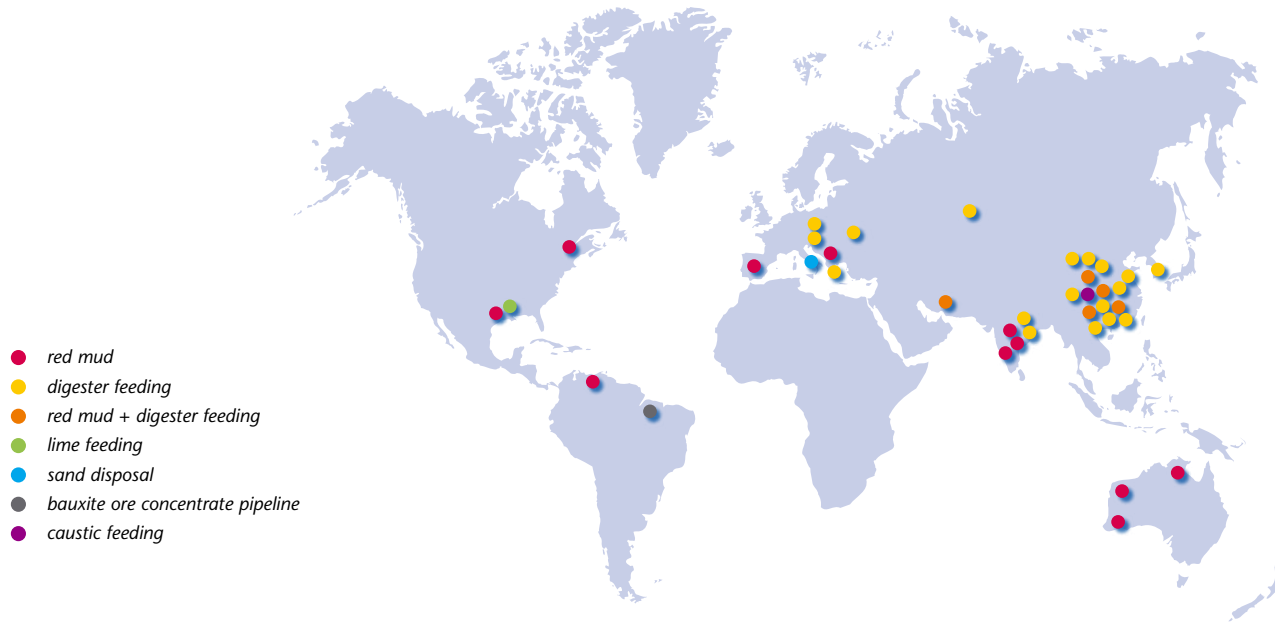 red mud
digester feeding
red mud + digester feeding
lime feeding
sand disposal
bauxite ore concentrate pipeline
caustic feeding